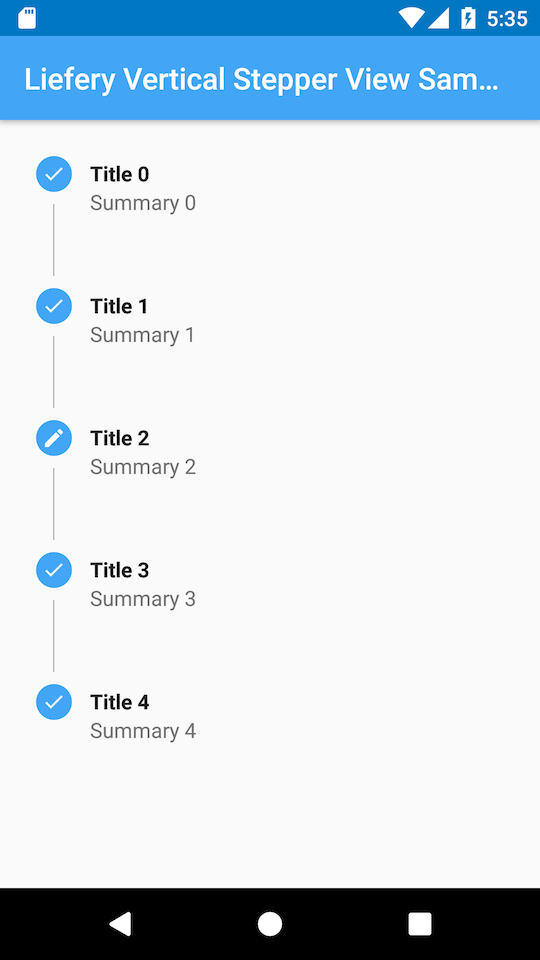 5:35
Liefery Vertical Stepper View Sam...
Title 0
Summary 0
Title 1
Summary 1
Title 2
Summary 2
Title 3
Summary 3
Title 4
Summary 4